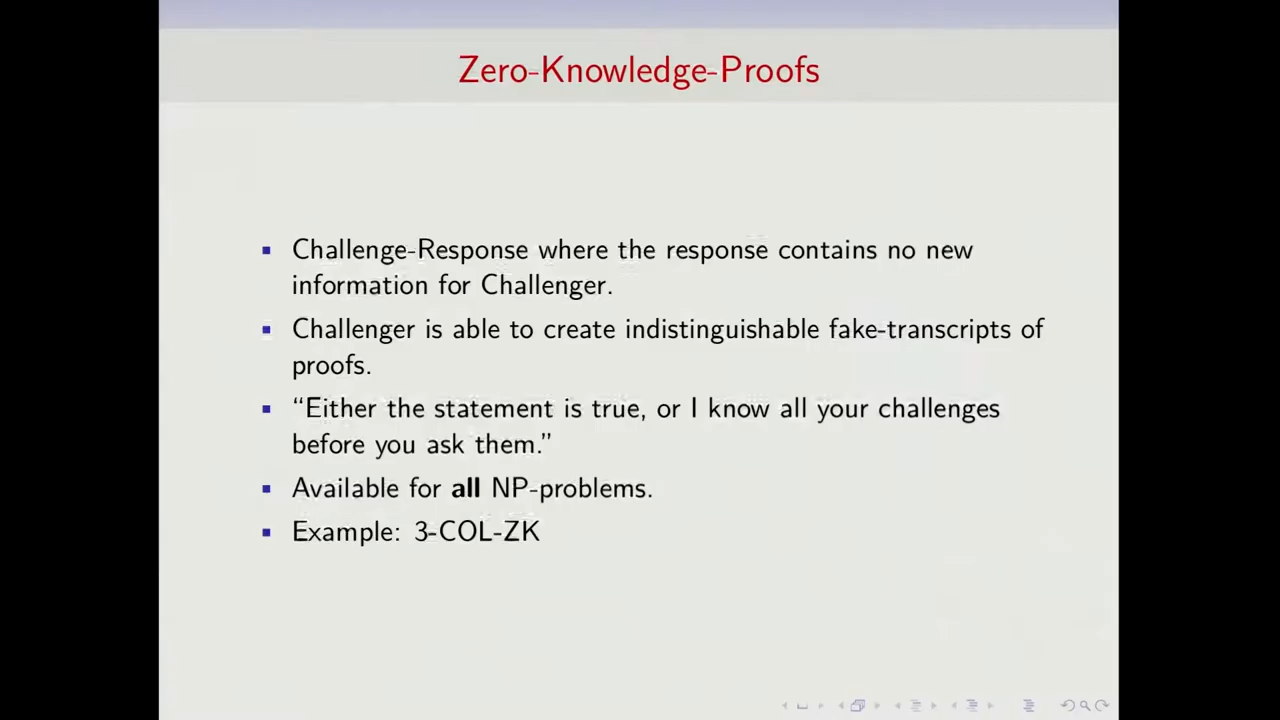 Zero-Knowledge-Proofs
Challenge-Response where the response contains no new
information for Challenger.
Challenger is able to create indistinguishable fake-transcripts of
proofs.
“Either the statement is true, or I know all your challenges
before you ask them.”
Available for all NP-problems.
Example: 3-COL-ZK